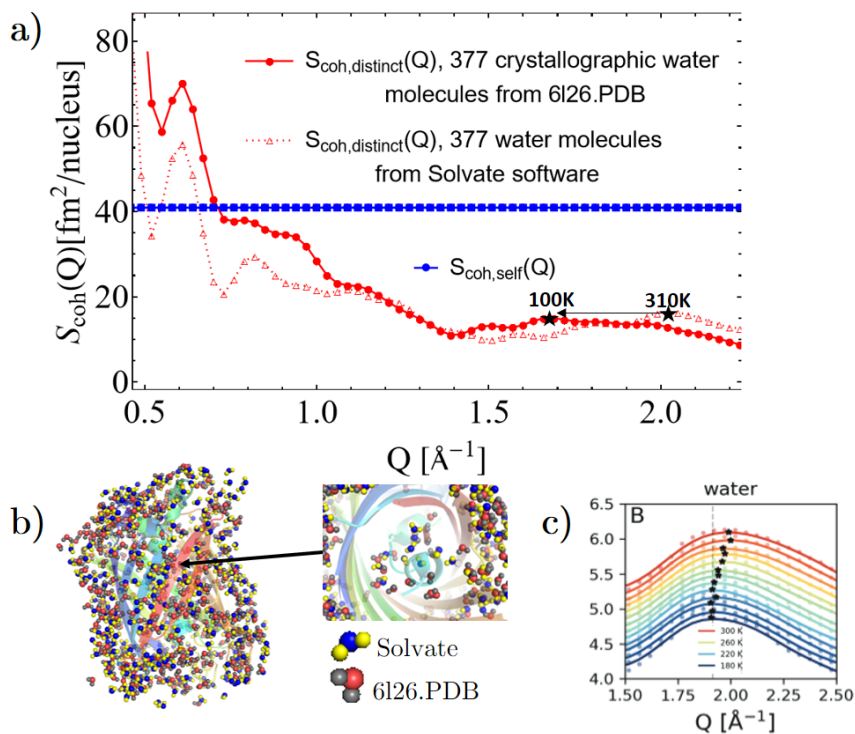 a)
80
60
40
20
0
S_coh(Q)[fm²/nucleus]
S_coh,distinct(Q), 377 crystallographic water
molecules from 6l26.PDB
S_coh,distinct(Q), 377 water molecules
from Solvate software
S_coh,self(Q)
100K
310K
0.5 1.0 1.5 2.0
Q [Å⁻¹]
b)
Solvate
6l26.PDB
c)
water
B
6.5
6.0
5.5
5.0
4.5
4.0
300 K
260 K
220 K
180 K
1.50 1.75 2.00 2.25 2.50
Q [Å⁻¹]